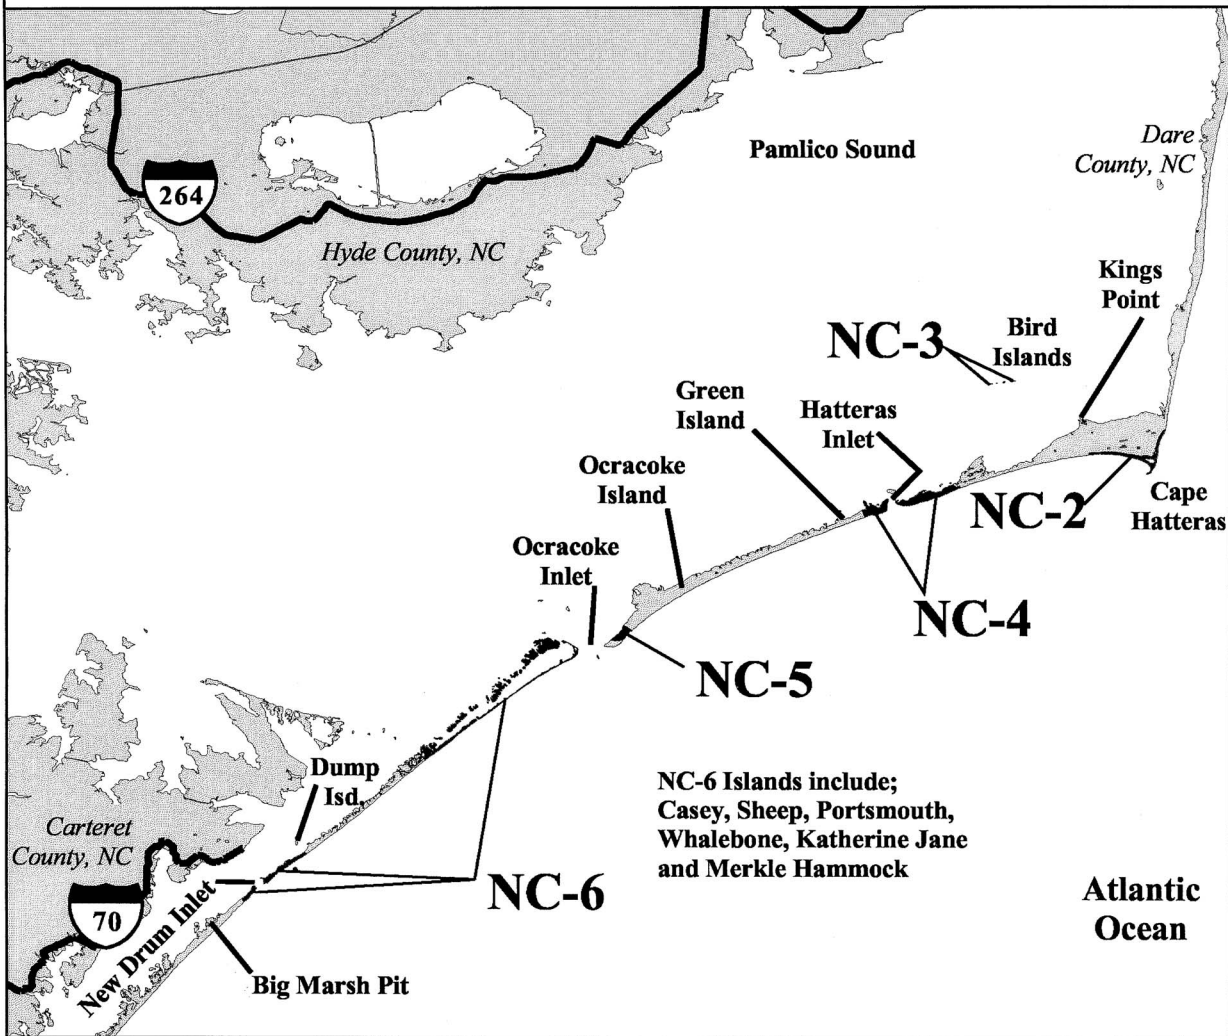 Pamlico Sound
Dare
County, NC
264
Hyde County, NC
Kings
Point
NC-3
Bird
Islands
Green
Island
Hatteras
Inlet
Ocracoke
Island
NC-2
Cape
Hatteras
Ocracoke
Inlet
NC-4
NC-5
Dump
Isd.
NC-6 Islands include;
Casey, Sheep, Portsmouth,
Whalebone, Katherine Jane
and Merkle Hammock
Carteret
County, NC
NC-6
Atlantic
Ocean
70
New Drum Inlet
Big Marsh Pit